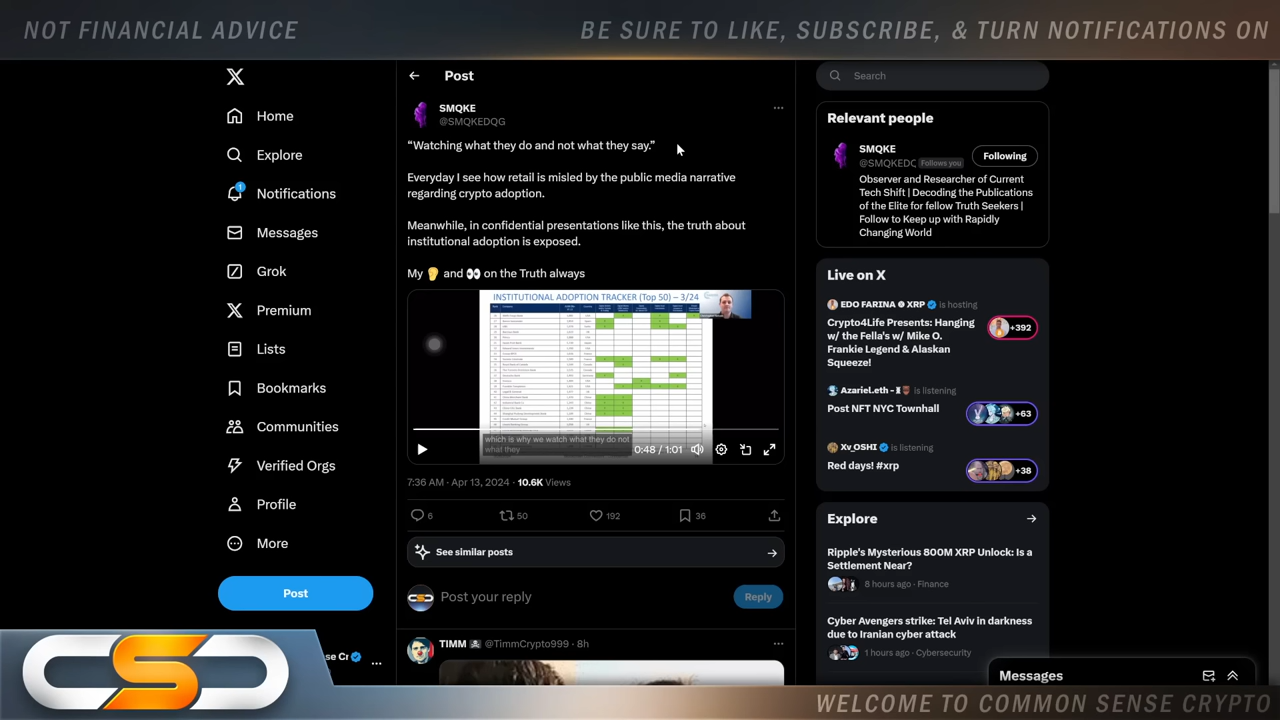 NOT FINANCIAL ADVICE
BE SURE TO LIKE, SUBSCRIBE, & TURN NOTIFICATIONS ON
Home
Explore
Notifications
1
Messages
Grok
Premium
Lists
Bookmarks
Communities
Verified Orgs
Profile
More
Post
se Cr
Post
SMQKE
@SMQKEDQG
“Watching what they do and not what they say.”
Everyday I see how retail is misled by the public media narrative
regarding crypto adoption.
Meanwhile, in confidential presentations like this, the truth about
institutional adoption is exposed.
My 👂 and 👀 on the Truth always
INSTITUTIONAL ADOPTION TRACKER (Top 50) – 3/24
which is why we watch what they do not
what they
0:48 / 1:01
7:36 AM · Apr 13, 2024 · 10.6K Views
6
50
192
36
See similar posts
Post your reply
Reply
TIMM ☠ @TimmCrypto999 · 8h
Search
Relevant people
SMQKE
@SMQKEDC Follows you
Following
Observer and Researcher of Current
Tech Shift | Decoding the Publications
of the Elite for fellow Truth Seekers |
Follow to Keep up with Rapidly
Changing World
Live on X
EDO FARINA XRP is hosting
Crypto4Life Presents: Hanging
w/ the Fella's w/ Mike O.
Frankie Legend & Alaskan
Squeeze!
+392
AzarielLeth is listening
Post NFT NYC Townhall
+63
Xv_OSHI is listening
Red days! #xrp
+38
Explore
Ripple's Mysterious 800M XRP Unlock: Is a
Settlement Near?
8 hours ago · Finance
Cyber Avengers strike: Tel Aviv in darkness
due to Iranian cyber attack
1 hours ago · Cybersecurity
Messages
CSC
WELCOME TO COMMON SENSE CRYPTO